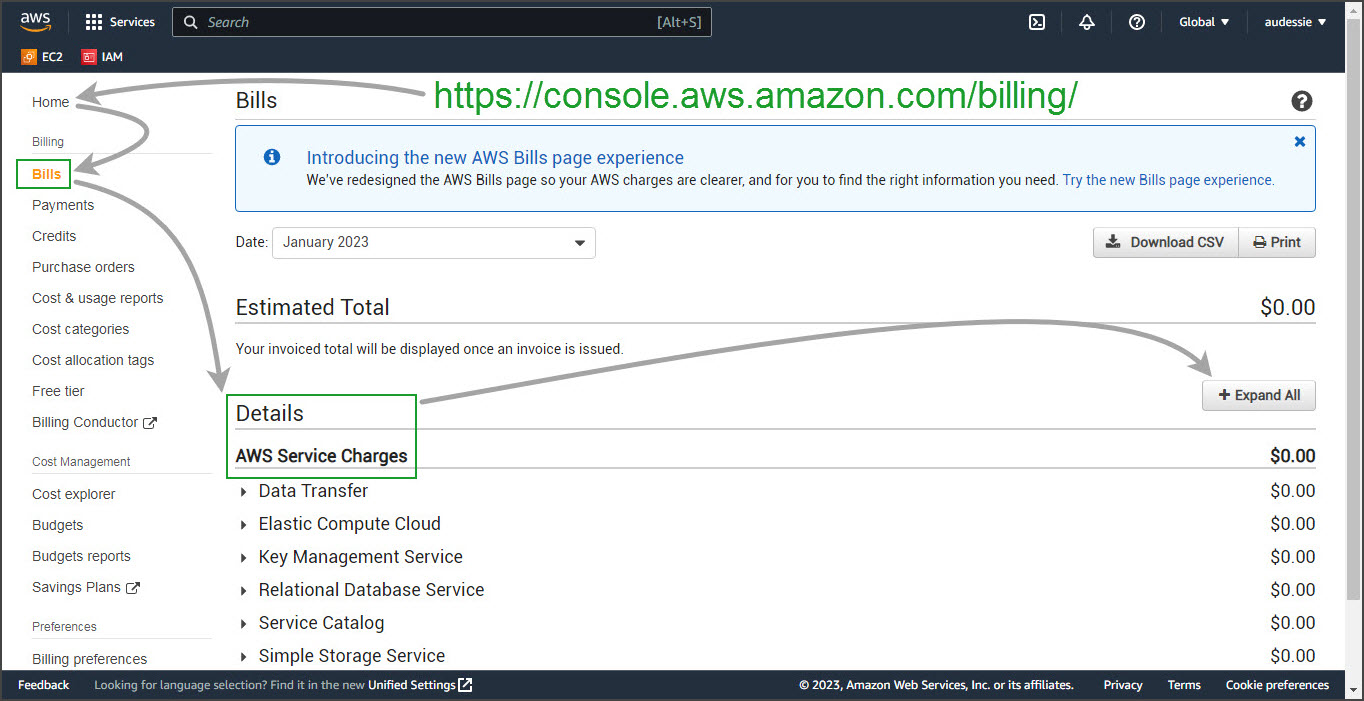 aws
Services
Search [Alt+S]
Global
audessie
EC2
IAM
https://console.aws.amazon.com/billing/
Home
Billing
Bills
Payments
Credits
Purchase orders
Cost & usage reports
Cost categories
Cost allocation tags
Free tier
Billing Conductor
Cost Management
Cost explorer
Budgets
Budgets reports
Savings Plans
Preferences
Billing preferences
Bills
Introducing the new AWS Bills page experience
We've redesigned the AWS Bills page so your AWS charges are clearer, and for you to find the right information you need. Try the new Bills page experience.
Date: January 2023
Download CSV
Print
Estimated Total $0.00
Your invoiced total will be displayed once an invoice is issued.
+ Expand All
Details
AWS Service Charges $0.00
Data Transfer $0.00
Elastic Compute Cloud $0.00
Key Management Service $0.00
Relational Database Service $0.00
Service Catalog $0.00
Simple Storage Service $0.00
Feedback Looking for language selection? Find it in the new Unified Settings © 2023, Amazon Web Services, Inc. or its affiliates. Privacy Terms Cookie preferences